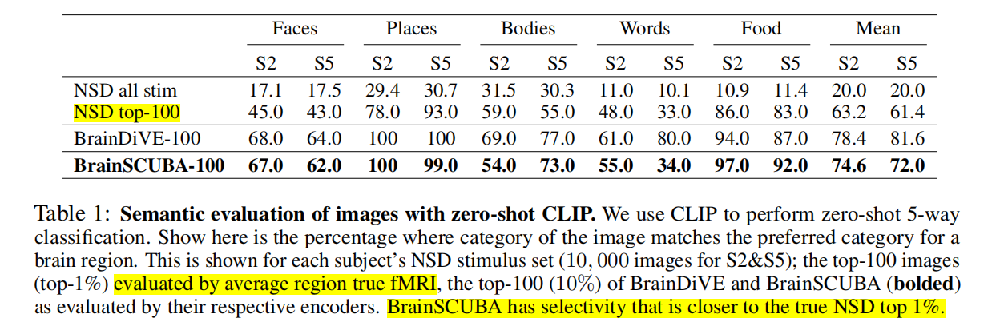 Faces Places Bodies Words Food Mean
S2 S5 S2 S5 S2 S5 S2 S5 S2 S5 S2 S5
NSD all stim 17.1 17.5 29.4 30.7 31.5 30.3 11.0 10.1 10.9 11.4 20.0 20.0
NSD top-100 45.0 43.0 78.0 93.0 59.0 55.0 48.0 33.0 86.0 83.0 63.2 61.4
BrainDiVE-100 68.0 64.0 100 100 69.0 77.0 61.0 80.0 94.0 87.0 78.4 81.6
BrainSCUBA-100 67.0 62.0 100 99.0 54.0 73.0 55.0 34.0 97.0 92.0 74.6 72.0
Table 1: Semantic evaluation of images with zero-shot CLIP. We use CLIP to perform zero-shot 5-way
classification. Show here is the percentage where category of the image matches the preferred category for a
brain region. This is shown for each subject's NSD stimulus set (10, 000 images for S2&S5); the top-100 images
(top-1%) evaluated by average region true fMRI, the top-100 (10%) of BrainDiVE and BrainSCUBA (bolded)
as evaluated by their respective encoders. BrainSCUBA has selectivity that is closer to the true NSD top 1%.